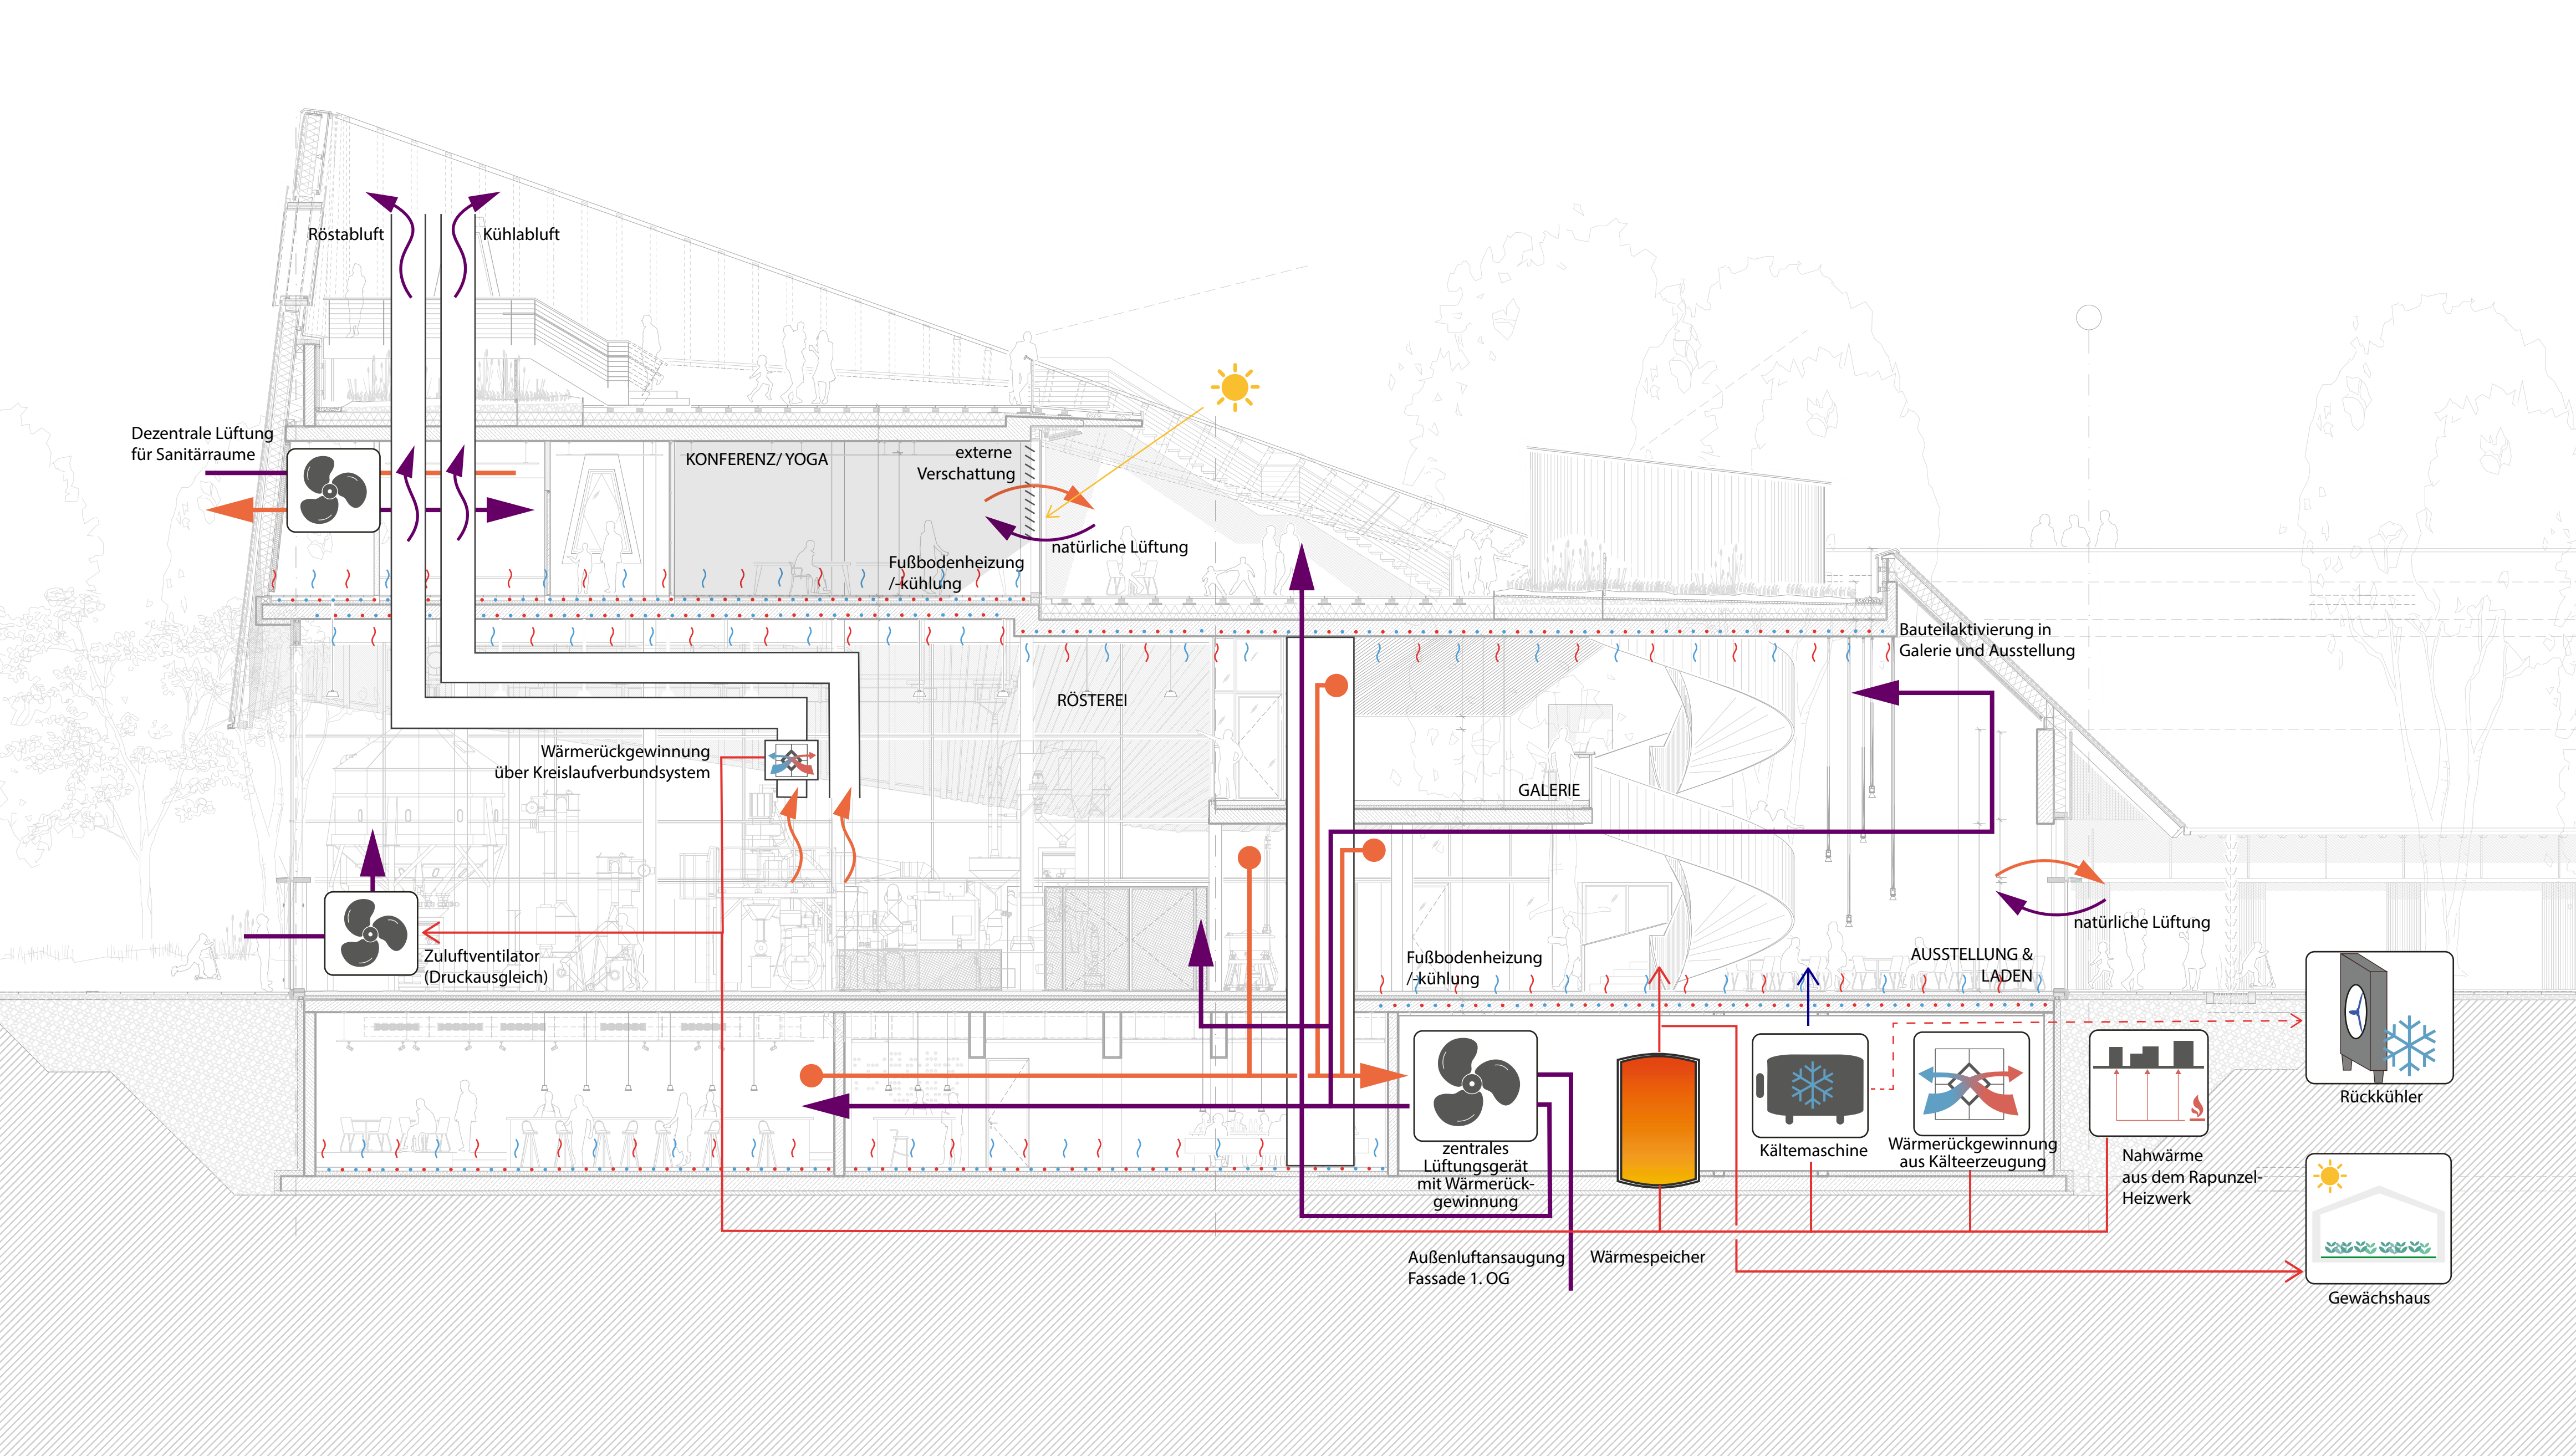 Röstabluft
Kühlabluft
Dezentrale Lüftung
für Sanitärraume
KONFERENZ/ YOGA
externe
Verschattung
natürliche Lüftung
Fußbodenheizung
/-kühlung
Bauteilaktivierung in
Galerie und Ausstellung
RÖSTEREI
Wärmerückgewinnung
über Kreislaufverbundsystem
GALERIE
natürliche Lüftung
Zuluftventilator
(Druckausgleich)
Fußbodenheizung
/-kühlung
AUSSTELLUNG &
LADEN
Rückkühler
zentrales
Lüftungsgerät
mit Wärmerück-
gewinnung
Kältemaschine
Wärmerückgewinnung
aus Kälteerzeugung
Nahwärme
aus dem Rapunzel-
Heizwerk
Außenluftansaugung
Fassade 1. OG
Wärmespeicher
Gewächshaus